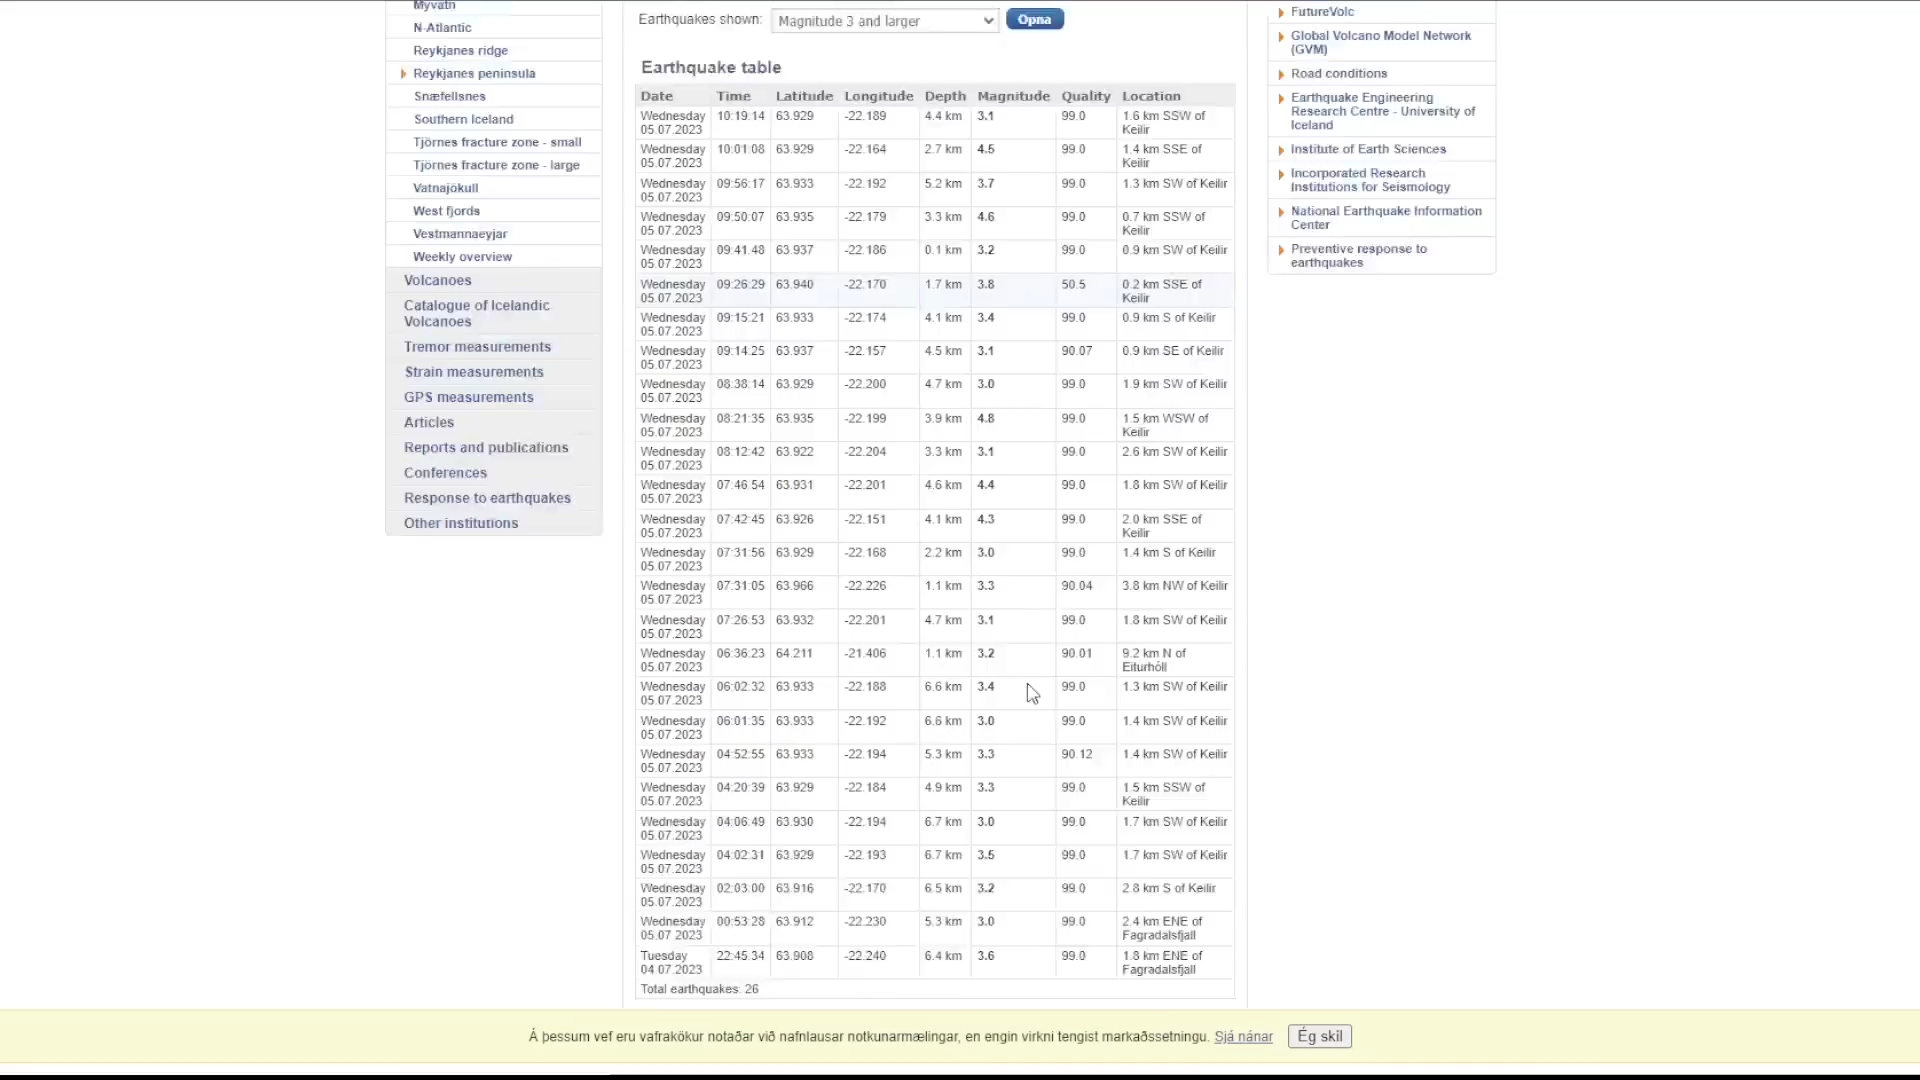 Mývatn
N-Atlantic
Reykjanes ridge
Reykjanes peninsula
Snæfellsnes
Southern Iceland
Tjörnes fracture zone - small
Tjörnes fracture zone - large
Vatnajökull
West fjords
Vestmannaeyjar
Weekly overview
Volcanoes
Catalogue of Icelandic
Volcanoes
Tremor measurements
Strain measurements
GPS measurements
Articles
Reports and publications
Conferences
Response to earthquakes
Other institutions
Earthquakes shown: Magnitude 3 and larger Opna
Earthquake table
Date Time Latitude Longitude Depth Magnitude Quality Location
Wednesday 10:19:14 63.929 -22.189 4.4 km 3.1 99.0 1.6 km SSW of
05.07.2023 Keilir
Wednesday 10:01:08 63.929 -22.164 2.7 km 4.5 99.0 1.4 km SSE of
05.07.2023 Keilir
Wednesday 09:56:17 63.933 -22.192 5.2 km 3.7 99.0 1.3 km SW of Keilir
05.07.2023
Wednesday 09:50:07 63.935 -22.179 3.3 km 4.6 99.0 0.7 km SSW of
05.07.2023 Keilir
Wednesday 09:41:48 63.937 -22.186 0.1 km 3.2 99.0 0.9 km SW of Keilir
05.07.2023
Wednesday 09:26:29 63.940 -22.170 1.7 km 3.8 50.5 0.2 km SSE of
05.07.2023 Keilir
Wednesday 09:15:21 63.933 -22.174 4.1 km 3.4 99.0 0.9 km S of Keilir
05.07.2023
Wednesday 09:14:25 63.937 -22.157 4.5 km 3.1 90.07 0.9 km SE of Keilir
05.07.2023
Wednesday 08:38:14 63.929 -22.200 4.7 km 3.0 99.0 1.9 km SW of Keilir
05.07.2023
Wednesday 08:21:35 63.935 -22.199 3.9 km 4.8 99.0 1.5 km WSW of
05.07.2023 Keilir
Wednesday 08:12:42 63.922 -22.204 3.3 km 3.1 99.0 2.6 km SW of Keilir
05.07.2023
Wednesday 07:46:54 63.931 -22.201 4.6 km 4.4 99.0 1.8 km SW of Keilir
05.07.2023
Wednesday 07:42:45 63.926 -22.151 4.1 km 4.3 99.0 2.0 km SSE of
05.07.2023 Keilir
Wednesday 07:31:56 63.929 -22.168 2.2 km 3.0 99.0 1.4 km S of Keilir
05.07.2023
Wednesday 07:31:05 63.966 -22.226 1.1 km 3.3 90.04 3.8 km NW of Keilir
05.07.2023
Wednesday 07:26:53 63.932 -22.201 4.7 km 3.1 99.0 1.8 km SW of Keilir
05.07.2023
Wednesday 06:36:23 64.211 -21.406 1.1 km 3.2 90.01 9.2 km N of
05.07.2023 Eiturhóll
Wednesday 06:02:32 63.933 -22.188 6.6 km 3.4 99.0 1.3 km SW of Keilir
05.07.2023
Wednesday 06:01:35 63.933 -22.192 6.6 km 3.0 99.0 1.4 km SW of Keilir
05.07.2023
Wednesday 04:52:55 63.933 -22.194 5.3 km 3.3 90.12 1.4 km SW of Keilir
05.07.2023
Wednesday 04:20:39 63.929 -22.184 4.9 km 3.3 99.0 1.5 km SSW of
05.07.2023 Keilir
Wednesday 04:06:49 63.930 -22.194 6.7 km 3.0 99.0 1.7 km SW of Keilir
05.07.2023
Wednesday 04:02:31 63.929 -22.193 6.7 km 3.5 99.0 1.7 km SW of Keilir
05.07.2023
Wednesday 02:03:00 63.916 -22.170 6.5 km 3.2 99.0 2.8 km S of Keilir
05.07.2023
Wednesday 00:53:28 63.912 -22.230 5.3 km 3.0 99.0 2.4 km ENE of
05.07.2023 Fagradalsfjall
Tuesday 22:45:34 63.908 -22.240 6.4 km 3.6 99.0 1.8 km ENE of
04.07.2023 Fagradalsfjall
Total earthquakes: 26
FutureVolc
Global Volcano Model Network
(GVM)
Road conditions
Earthquake Engineering
Research Centre - University of
Iceland
Institute of Earth Sciences
Incorporated Research
Institutions for Seismology
National Earthquake Information
Center
Preventive response to
earthquakes
Á þessum vef eru vafrakökur notaðar við nafnlausar notkunarmælingar, en engin virkni tengist markaðssetningu. Sjá nánar Ég skil